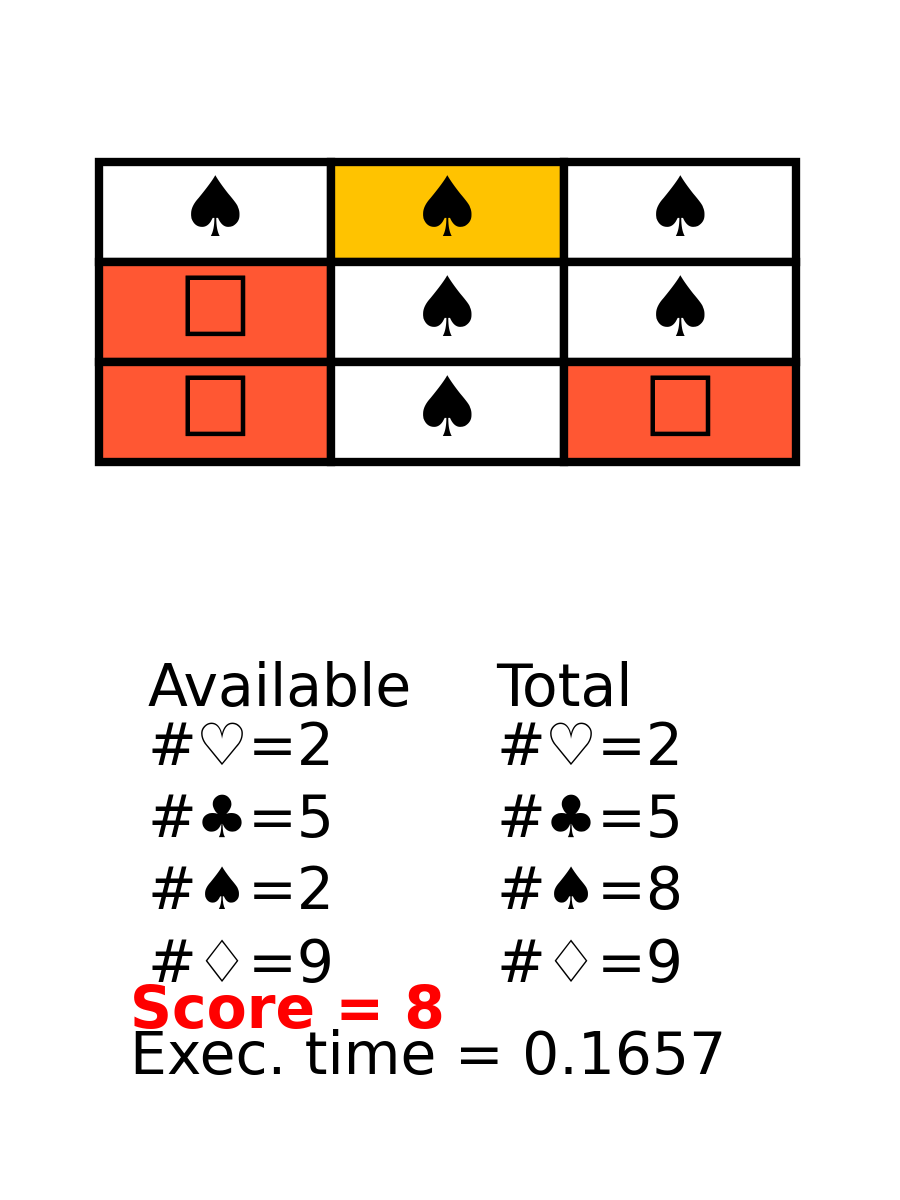 ♠ ♠ ♠
□ ♠ ♠
□ ♠ □
Available Total
#♡=2 #♡=2
#♣=5 #♣=5
#♠=2 #♠=8
#♢=9 #♢=9
Score = 8
Exec. time = 0.1657